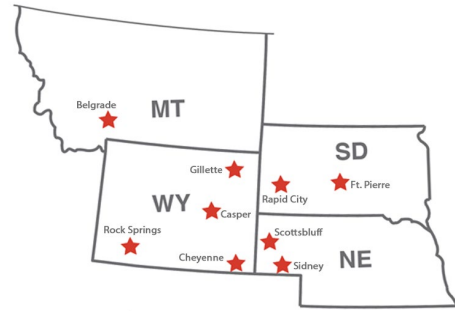 Belgrade
MT
Gillette
SD
Rapid City
Ft. Pierre
WY
Casper
Rock Springs
Scottsbluff
Cheyenne
Sidney
NE